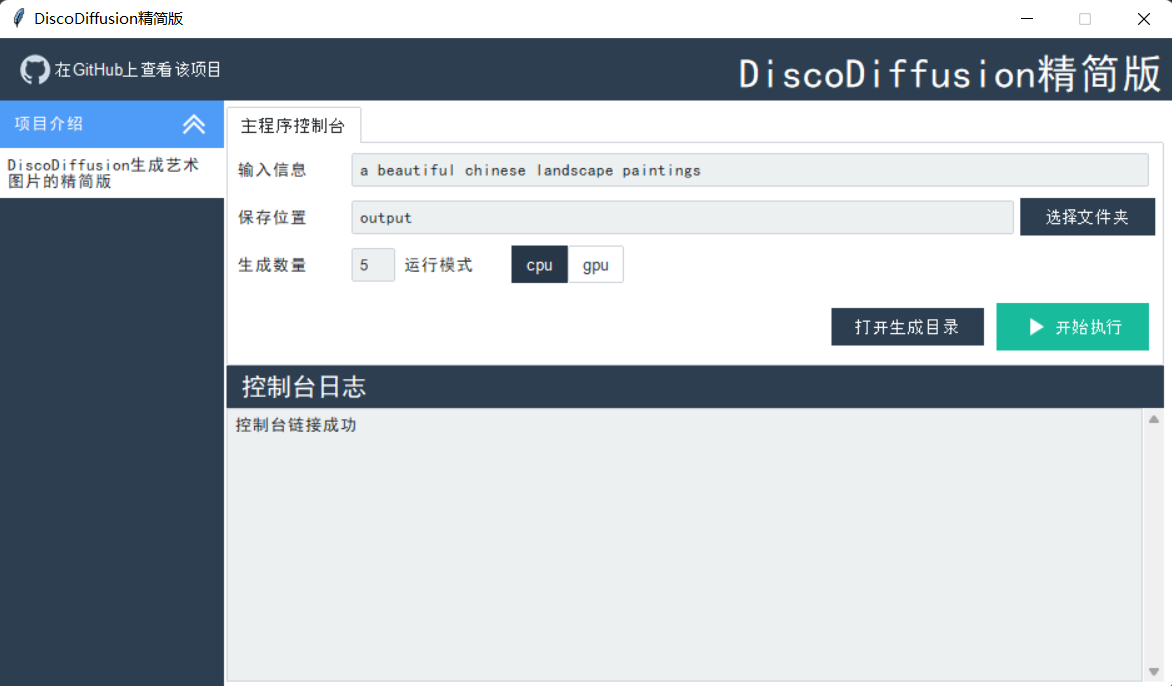 DiscoDiffusion精简版
在GitHub上查看该项目
DiscoDiffusion精简版
项目介绍
DiscoDiffusion生成艺术
图片的精简版
主程序控制台
输入信息 a beautiful chinese landscape paintings
保存位置 output 选择文件夹
生成数量 5 运行模式 cpu gpu
打开生成目录 开始执行
控制台日志
控制台链接成功